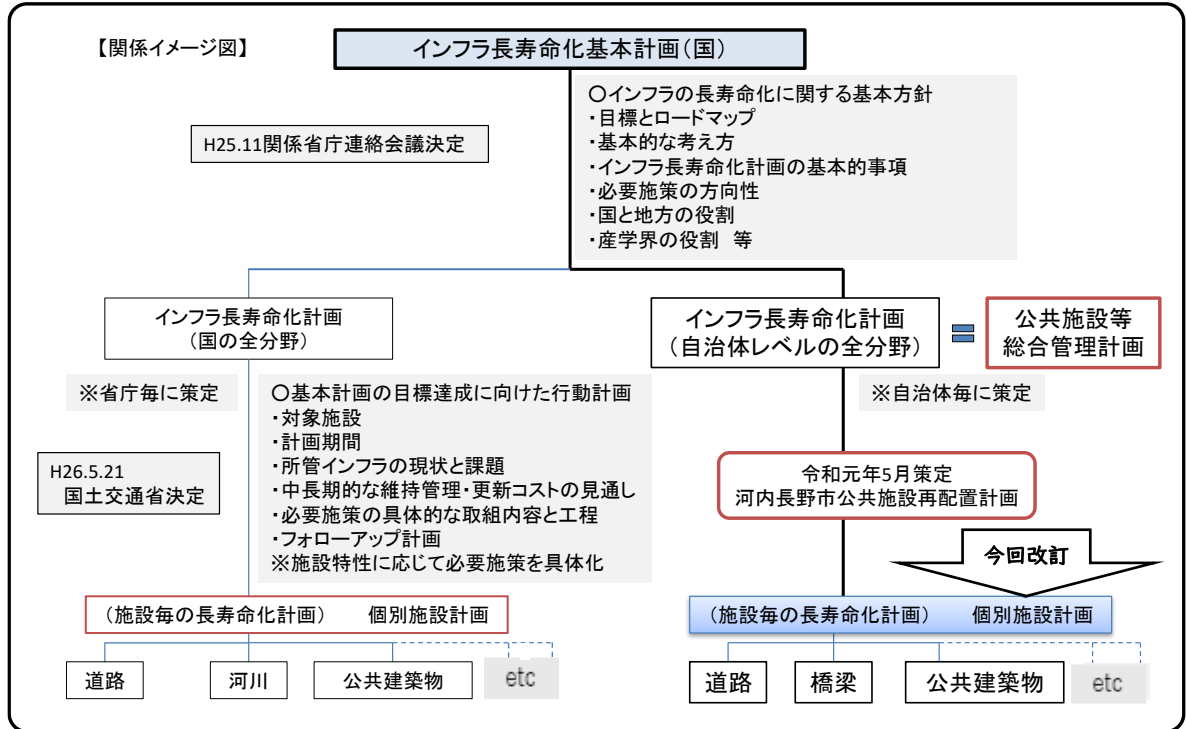 【関係イメージ図】
インフラ長寿命化基本計画(国)
H25.11関係省庁連絡会議決定
○インフラの長寿命化に関する基本方針
・目標とロードマップ
・基本的な考え方
・インフラ長寿命化計画の基本的事項
・必要施策の方向性
・国と地方の役割
・産学界の役割 等
インフラ長寿命化計画
(国の全分野)
インフラ長寿命化計画
(自治体レベルの全分野)
=
公共施設等
総合管理計画
※省庁毎に策定
※自治体毎に策定
○基本計画の目標達成に向けた行動計画
・対象施設
・計画期間
・所管インフラの現状と課題
・中長期的な維持管理・更新コストの見通し
・必要施策の具体的な取組内容と工程
・フォローアップ計画
※施設特性に応じて必要施策を具体化
H26.5.21
国土交通省決定
令和元年5月策定
河内長野市公共施設再配置計画
今回改訂
(施設毎の長寿命化計画) 個別施設計画
道路
河川
公共建築物
etc
(施設毎の長寿命化計画) 個別施設計画
道路
橋梁
公共建築物
etc